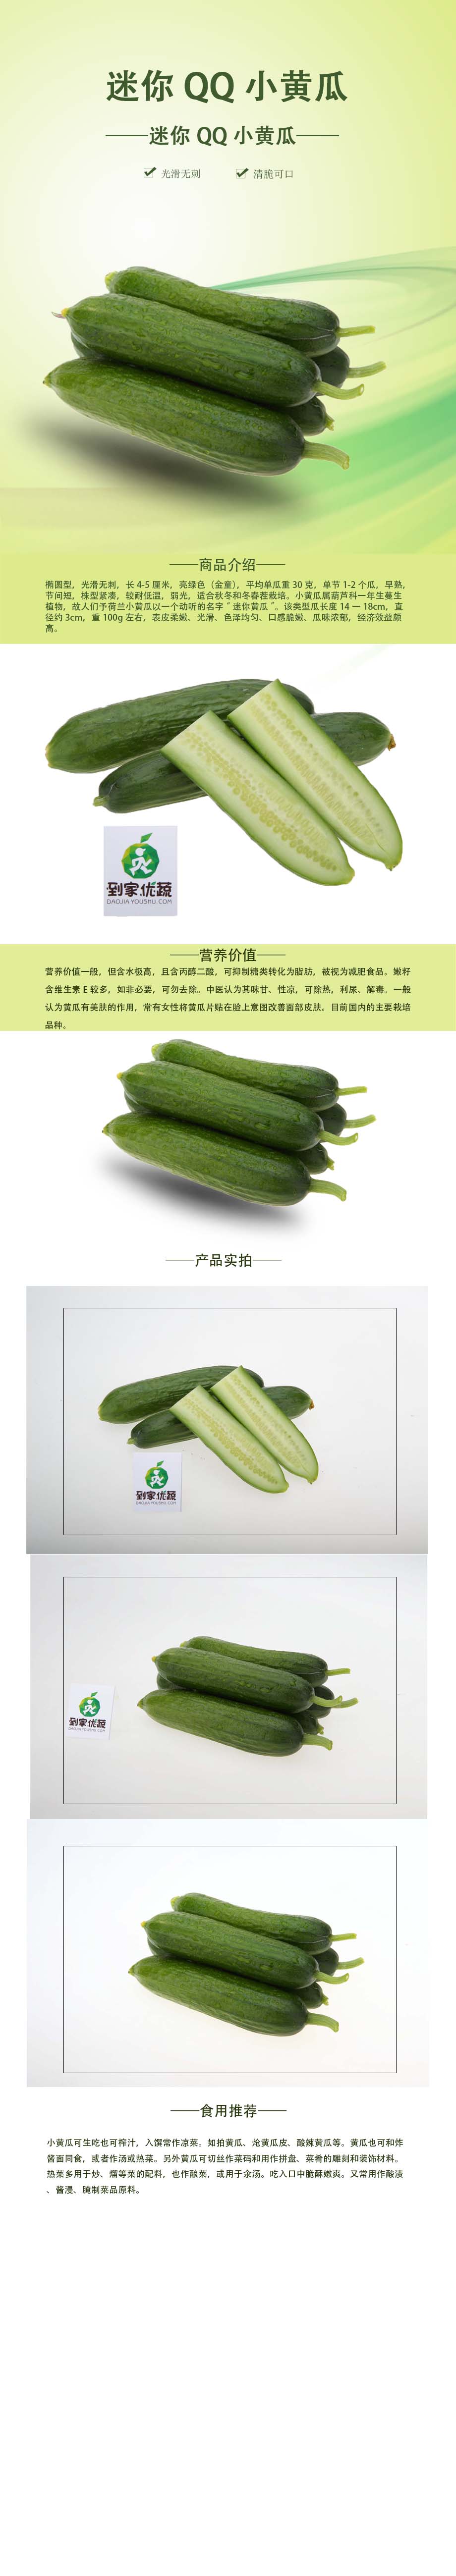 迷你 QQ 小黄瓜
——迷你 QQ 小黄瓜——
光滑无刺 清脆可口
——商品介绍——
椭圆型，光滑无刺，长 4-5 厘米，亮绿色（金童），平均单瓜重 30 克，单节 1-2 个瓜，早熟，
节间短，株型紧凑，较耐低温，弱光，适合秋冬和冬春茬栽培。小黄瓜属葫芦科一年生蔓生
植物，故人们予荷兰小黄瓜以一个动听的名字＂迷你黄瓜＂。该类型瓜长度 14 一 18cm，直
径约 3cm，重 100g 左右，表皮柔嫩、光滑、色泽均匀、口感脆嫩、瓜味浓郁，经济效益颇
高。
到家优蔬
DAOJIA YOUSHU.COM
——营养价值——
营养价值一般，但含水极高，且含丙醇二酸，可抑制糖类转化为脂肪，被视为减肥食品。嫩籽
含维生素 E 较多，如非必要，可勿去除。中医认为其味甘、性凉，可除热，利尿、解毒。一般
认为黄瓜有美肤的作用，常有女性将黄瓜片贴在脸上意图改善面部皮肤。目前国内的主要栽培
品种。
——产品实拍——
到家优蔬
DAOJIA YOUSHU.COM
到家优蔬
DAOJIA YOUSHU.COM
——食用推荐——
小黄瓜可生吃也可榨汁，入馔常作凉菜。如拍黄瓜、炝黄瓜皮、酸辣黄瓜等。黄瓜也可和炸
酱面同食，或者作汤或热菜。另外黄瓜可切丝作菜码和用作拼盘、菜肴的雕刻和装饰材料。
热菜多用于炒、熘等菜的配料，也作酿菜，或用于汆汤。吃入口中脆酥嫩爽。又常用作酸渍
、酱浸、腌制菜品原料。